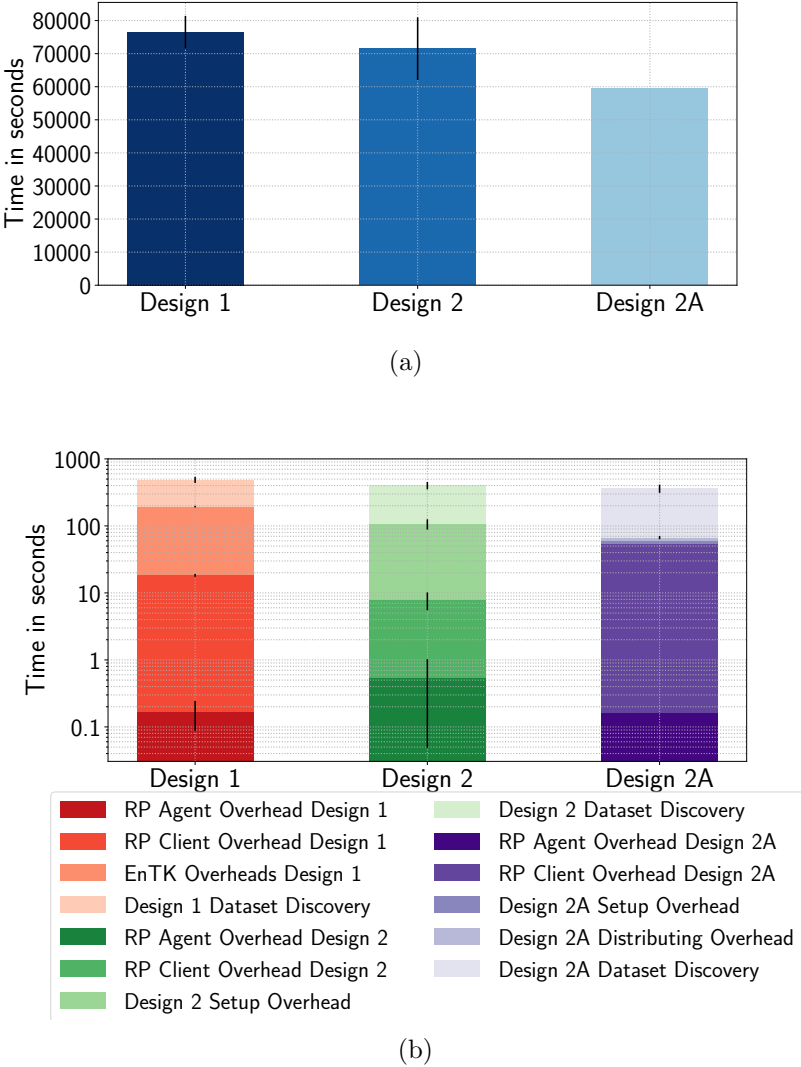 80000
70000
60000
50000
40000
30000
20000
10000
0
Time in seconds
Design 1
Design 2
Design 2A
(a)
1000
100
10
1
0.1
Time in seconds
Design 1
Design 2
Design 2A
RP Agent Overhead Design 1
RP Client Overhead Design 1
EnTK Overheads Design 1
Design 1 Dataset Discovery
RP Agent Overhead Design 2
RP Client Overhead Design 2
Design 2 Setup Overhead
Design 2 Dataset Discovery
RP Agent Overhead Design 2A
RP Client Overhead Design 2A
Design 2A Setup Overhead
Design 2A Distributing Overhead
Design 2A Dataset Discovery
(b)